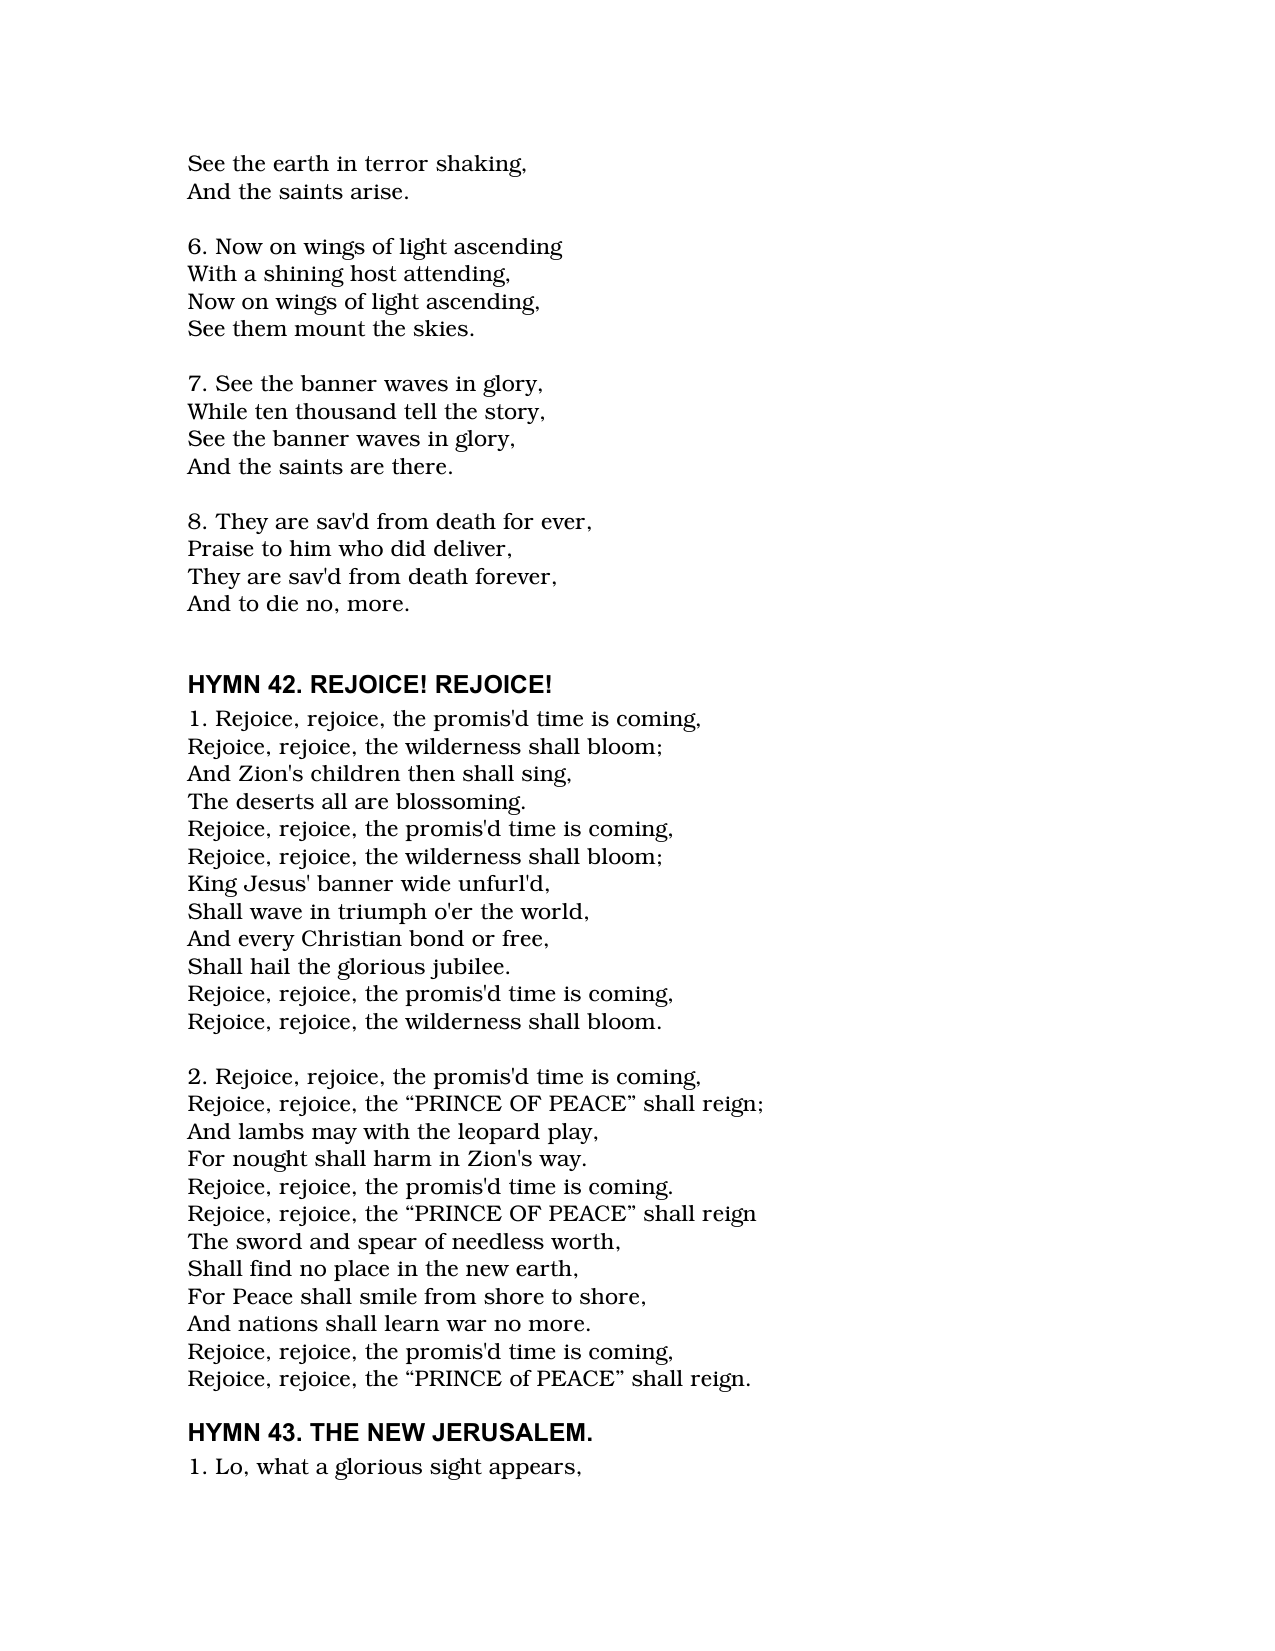 See the earth in terror shaking,
And the saints arise.
6. Now on wings of light ascending
With a shining host attending,
Now on wings of light ascending,
See them mount the skies.
7. See the banner waves in glory,
While ten thousand tell the story,
See the banner waves in glory,
And the saints are there.
8. They are sav'd from death for ever,
Praise to him who did deliver,
They are sav'd from death forever,
And to die no, more.
HYMN 42. REJOICE! REJOICE!
1. Rejoice, rejoice, the promis'd time is coming,
Rejoice, rejoice, the wilderness shall bloom;
And Zion's children then shall sing,
The deserts all are blossoming.
Rejoice, rejoice, the promis'd time is coming,
Rejoice, rejoice, the wilderness shall bloom;
King Jesus' banner wide unfurl'd,
Shall wave in triumph o'er the world,
And every Christian bond or free,
Shall hail the glorious jubilee.
Rejoice, rejoice, the promis'd time is coming,
Rejoice, rejoice, the wilderness shall bloom.
2. Rejoice, rejoice, the promis'd time is coming,
Rejoice, rejoice, the “PRINCE OF PEACE” shall reign;
And lambs may with the leopard play,
For nought shall harm in Zion's way.
Rejoice, rejoice, the promis'd time is coming.
Rejoice, rejoice, the “PRINCE OF PEACE” shall reign
The sword and spear of needless worth,
Shall find no place in the new earth,
For Peace shall smile from shore to shore,
And nations shall learn war no more.
Rejoice, rejoice, the promis'd time is coming,
Rejoice, rejoice, the “PRINCE of PEACE” shall reign.
HYMN 43. THE NEW JERUSALEM.
1. Lo, what a glorious sight appears,